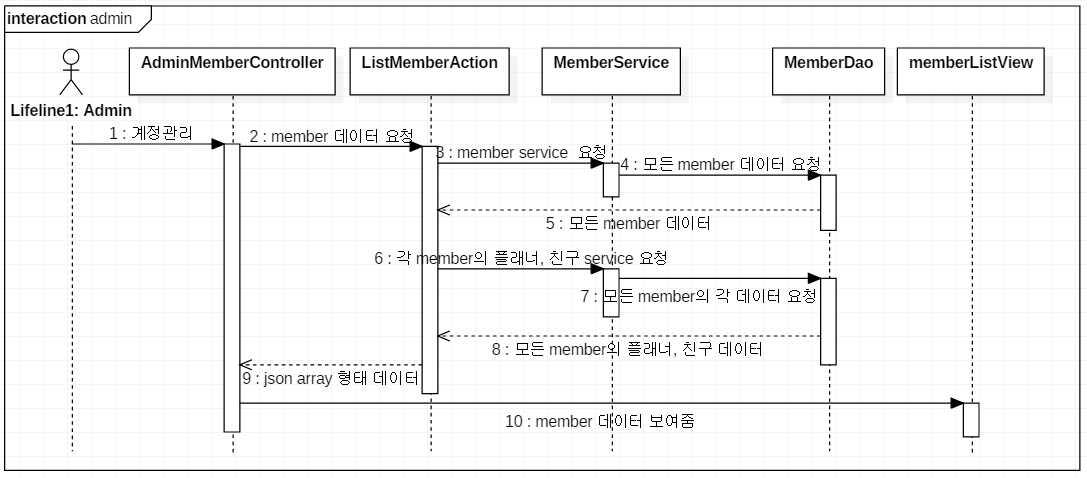 interaction admin
AdminMemberController
ListMemberAction
MemberService
MemberDao
memberListView
Lifeline1: Admin
1 : 계정관리
2 : member 데이터 요청
3 : member service 요청
4 : 모든 member 데이터 요청
5 : 모든 member 데이터
6 : 각 member의 플래너, 친구 service 요청
7 : 모든 member의 각 데이터 요청
8 : 모든 member의 플래너, 친구 데이터
9 : json array 형태 데이터
10 : member 데이터 보여줌